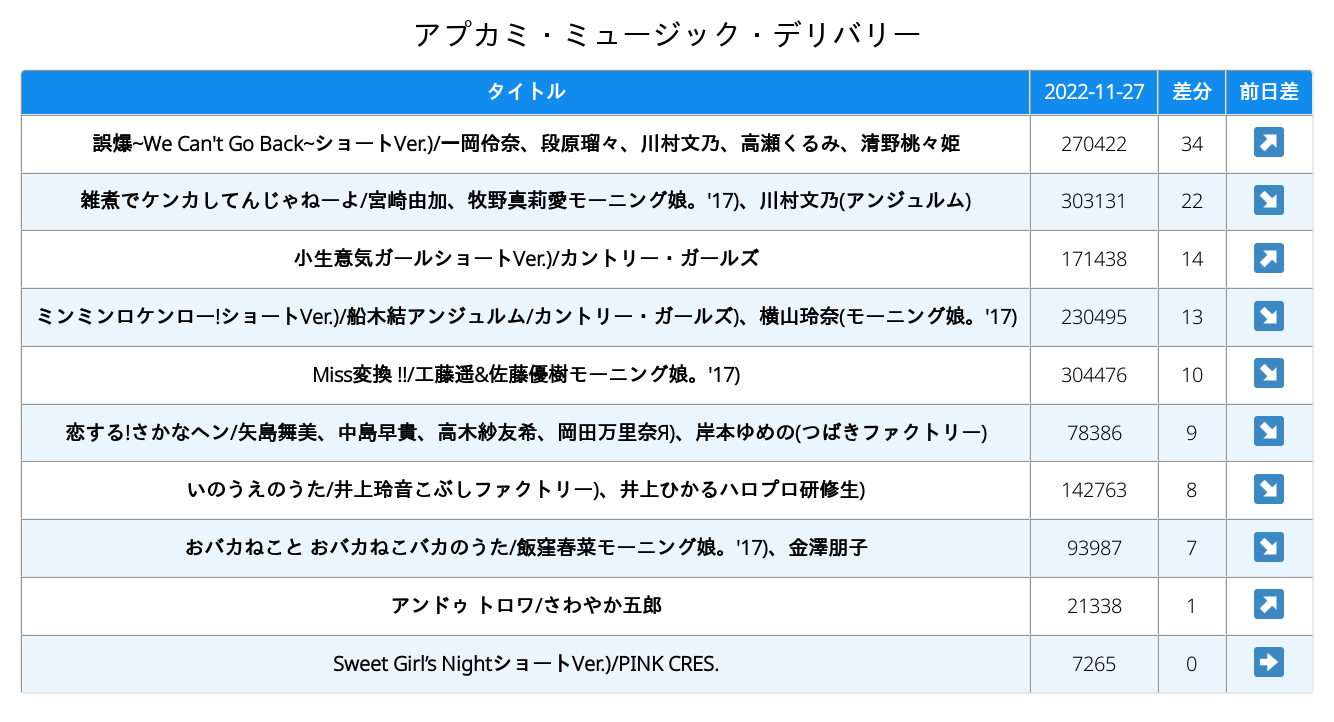 アプカミ・ミュージック・デリバリー
タイトル 2022-11-27 差分 前日差
誤爆~We Can't Go Back~ショートVer.)/一岡伶奈、段原瑠々、川村文乃、高瀬くるみ、清野桃々姫 270422 34
雑煮でケンカしてんじゃねーよ/宮崎由加、牧野真莉愛モーニング娘。'17)、川村文乃(アンジュルム) 303131 22
小生意気ガールショートVer.)/カントリー・ガールズ 171438 14
ミンミンロケンロー!ショートVer.)/船木結アンジュルム/カントリー・ガールズ)、横山玲奈(モーニング娘。'17) 230495 13
Miss変換 !!/工藤遥&佐藤優樹モーニング娘。'17) 304476 10
恋する!さかなヘン/矢島舞美、中島早貴、高木紗友希、岡田万里奈Я)、岸本ゆめの(つばきファクトリー) 78386 9
いのうえのうた/井上玲音こぶしファクトリー)、井上ひかるハロプロ研修生) 142763 8
おバカねこと おバカねこバカのうた/飯窪春菜モーニング娘。'17)、金澤朋子 93987 7
アンドゥ トロワ/さわやか五郎 21338 1
Sweet Girl’s NightショートVer.)/PINK CRES. 7265 0